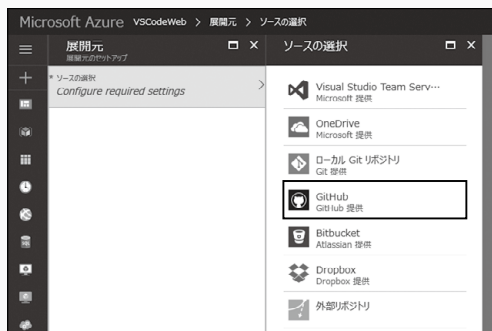 Microsoft Azure VSCodeWeb > 展開元 > ソースの選択
展開元
展開元のセットアップ
* ソースの選択
Configure required settings
ソースの選択
Visual Studio Team Serv…
Microsoft 提供
OneDrive
Microsoft 提供
ローカル Git リポジトリ
Git 提供
GitHub
GitHub 提供
Bitbucket
Atlassian 提供
Dropbox
Dropbox 提供
外部リポジトリ